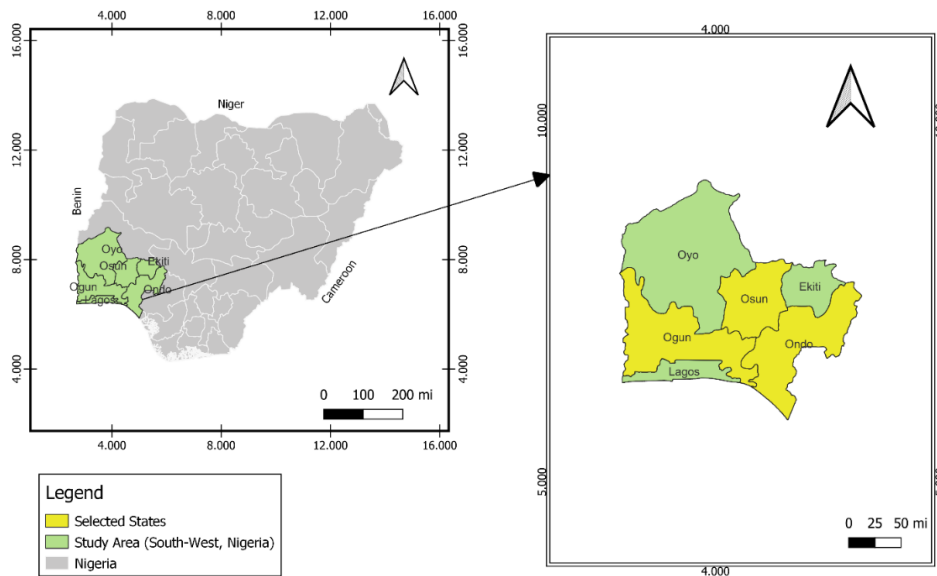 4.000 8.000 12.000 16.000
16.000
16.000
Niger
12.000
12.000
Benin
8.000
8.000
Oyo
Osun
Ekiti
Ogun
Lagos
Ondo
Cameroon
4.000
4.000
0 100 200 mi
4.000 8.000 12.000 16.000
Legend
Selected States
Study Area (South-West, Nigeria)
Nigeria
4.000
10.000
Oyo
Ekiti
Osun
Ogun
Ondo
Lagos
5.000
0 25 50 mi
4.000